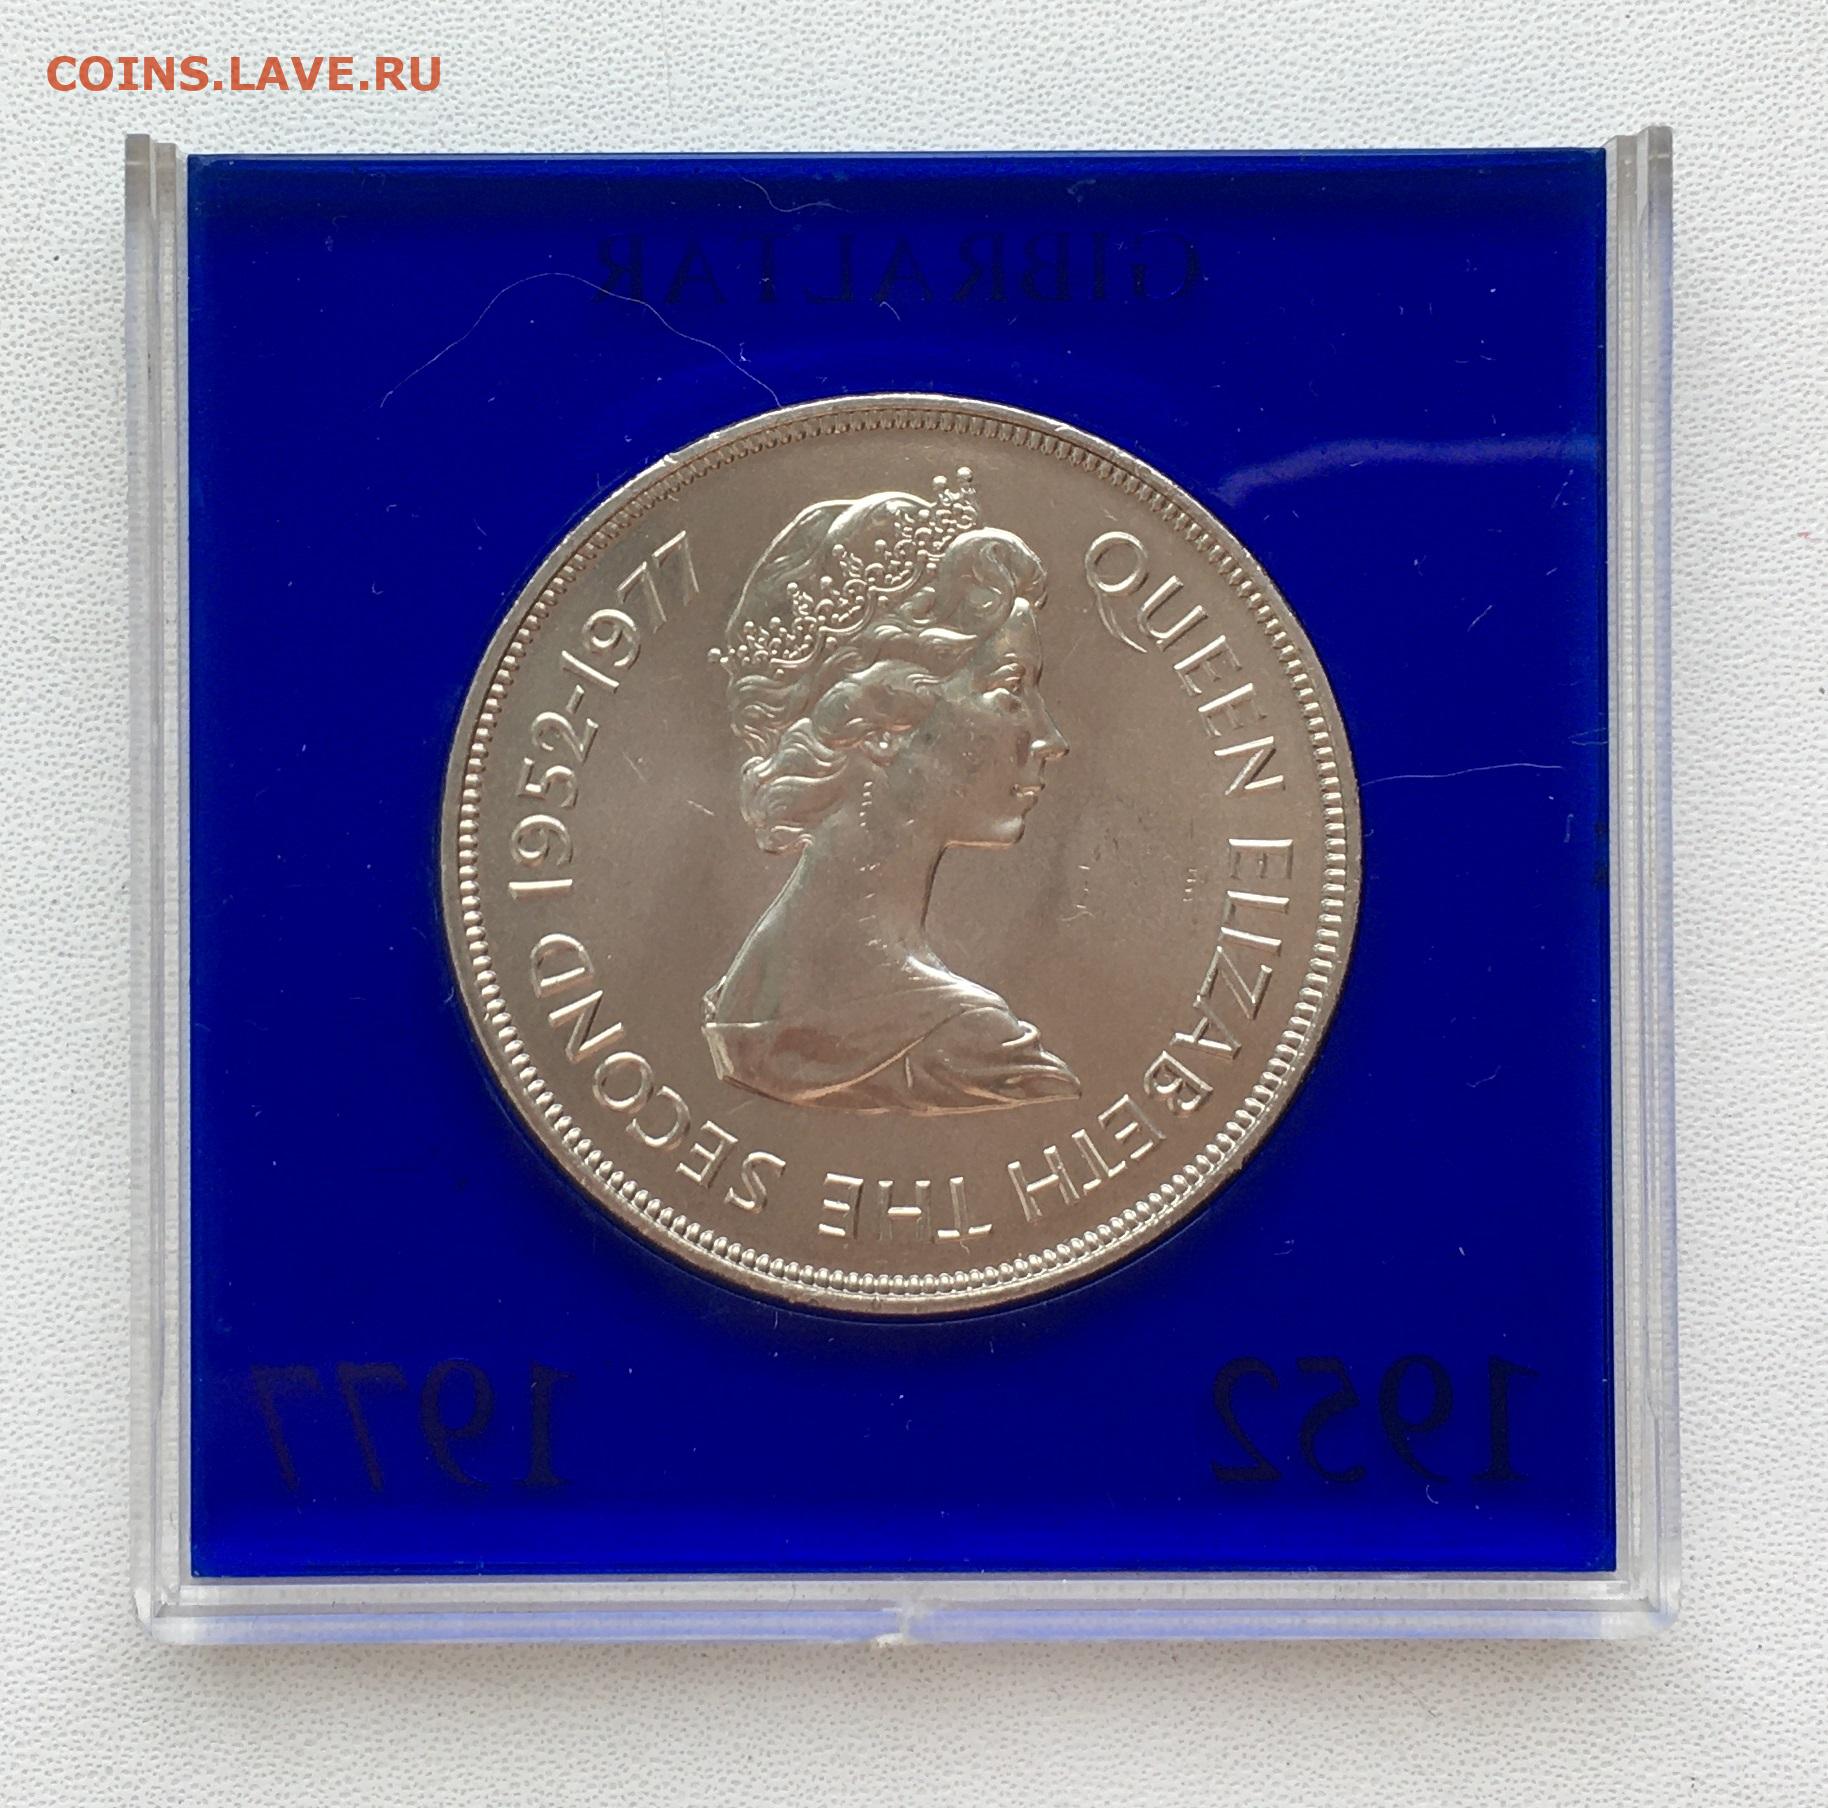 COINS.LAVE.RU
GIBRALTAR
QUEEN ELIZABETH THE SECOND 1952-1977
1977 1952